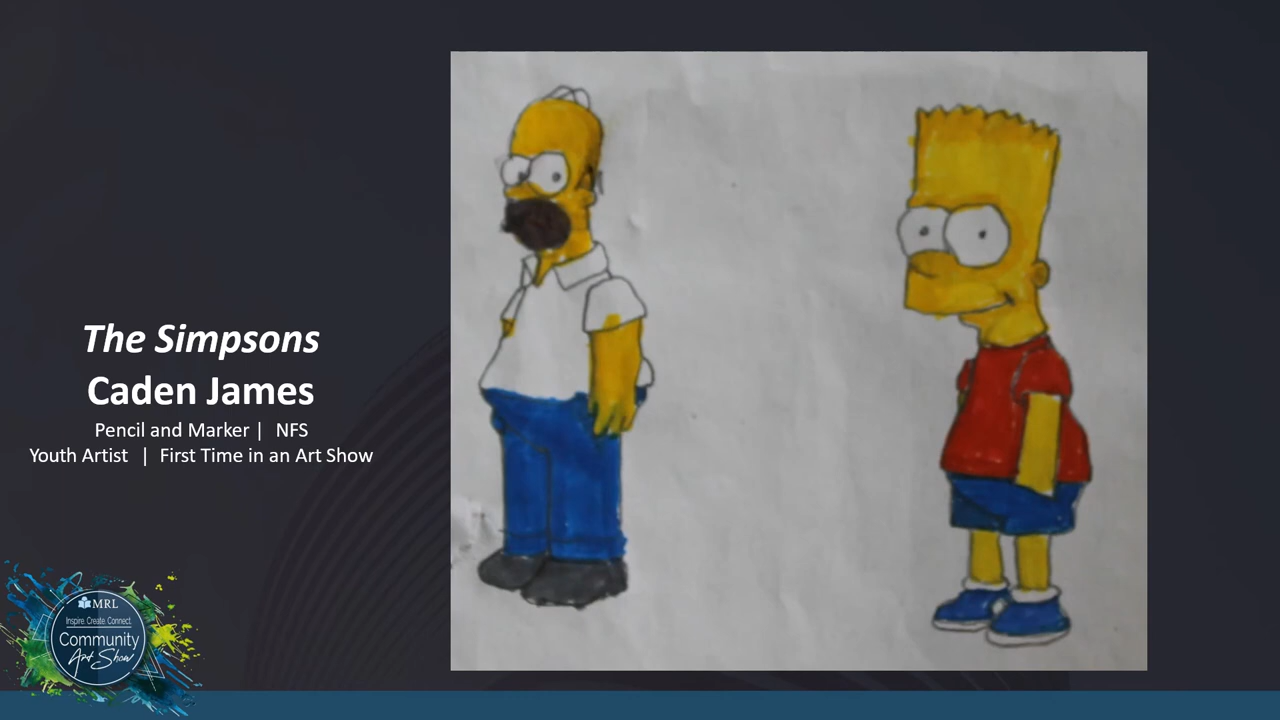 The Simpsons
Caden James
Pencil and Marker | NFS
Youth Artist | First Time in an Art Show
MRL
Inspire. Create. Connect.
Community
Art Show